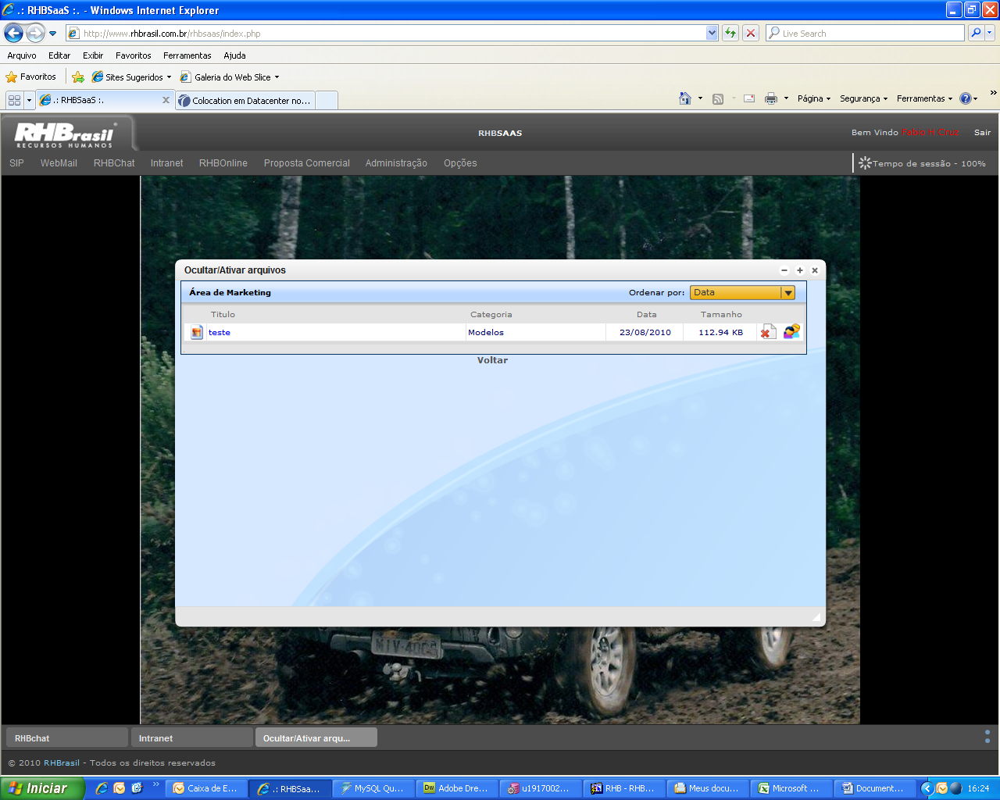 .: RHBSaaS :. - Windows Internet Explorer
http://www.rhbrasil.com.br/rhbsaas/index.php
Live Search
Arquivo Editar Exibir Favoritos Ferramentas Ajuda
Favoritos Sites Sugeridos Galeria do Web Slice
.: RHBSaaS :. Colocation em Datacenter no... Página Segurança Ferramentas
RHBrasil
RECURSOS HUMANOS
RHBSAAS
Bem Vindo Fabio H Cruz Sair
SIP WebMail RHBChat Intranet RHBOnline Proposta Comercial Administração Opções Tempo de sessão - 100%
Ocultar/Ativar arquivos
Área de Marketing Ordenar por: Data
Titulo Categoria Data Tamanho
teste Modelos 23/08/2010 112.94 KB
Voltar
RHBchat Intranet Ocultar/Ativar arqu...
© 2010 RHBrasil - Todos os direitos reservados
Iniciar Caixa de E... .: RHBSaa... MySQL Qu... Adobe Dre... u1917002... RHB - RHB... Meus docu... Microsoft ... Document... 16:24